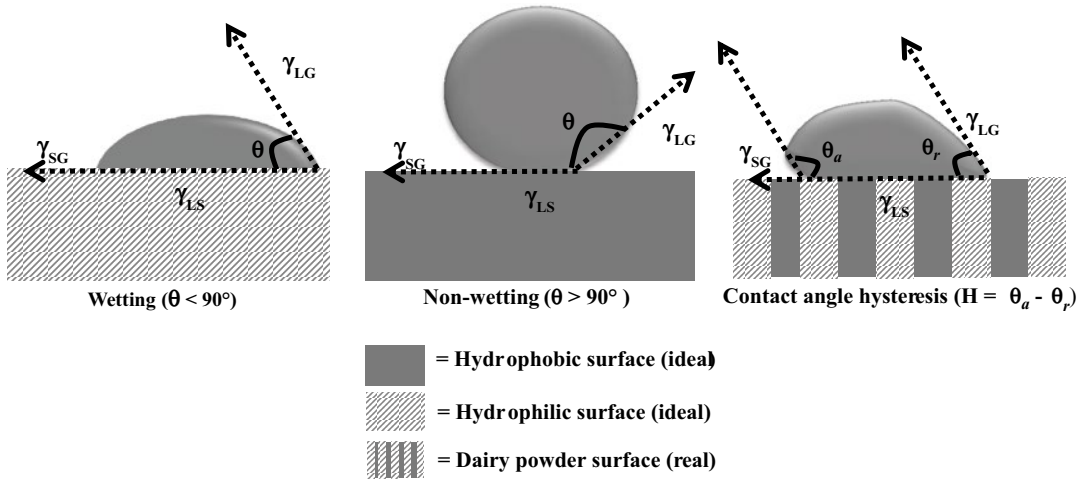 γLG
θ
γSG
γLS
Wetting (θ < 90°)
θ
γLG
γSG
γLS
Non-wetting (θ > 90° )
γLG
γSG
θa
θr
γLS
Contact angle hysteresis (H = θa - θr)
= Hydrophobic surface (ideal)
= Hydrophilic surface (ideal)
= Dairy powder surface (real)